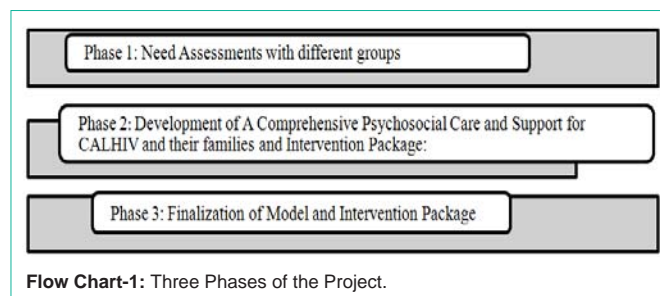 Phase 1: Need Assessments with different groups
Phase 2: Development of A Comprehensive Psychosocial Care and Support for
CALHIV and their families and Intervention Package:
Phase 3: Finalization of Model and Intervention Package
Flow Chart-1: Three Phases of the Project.